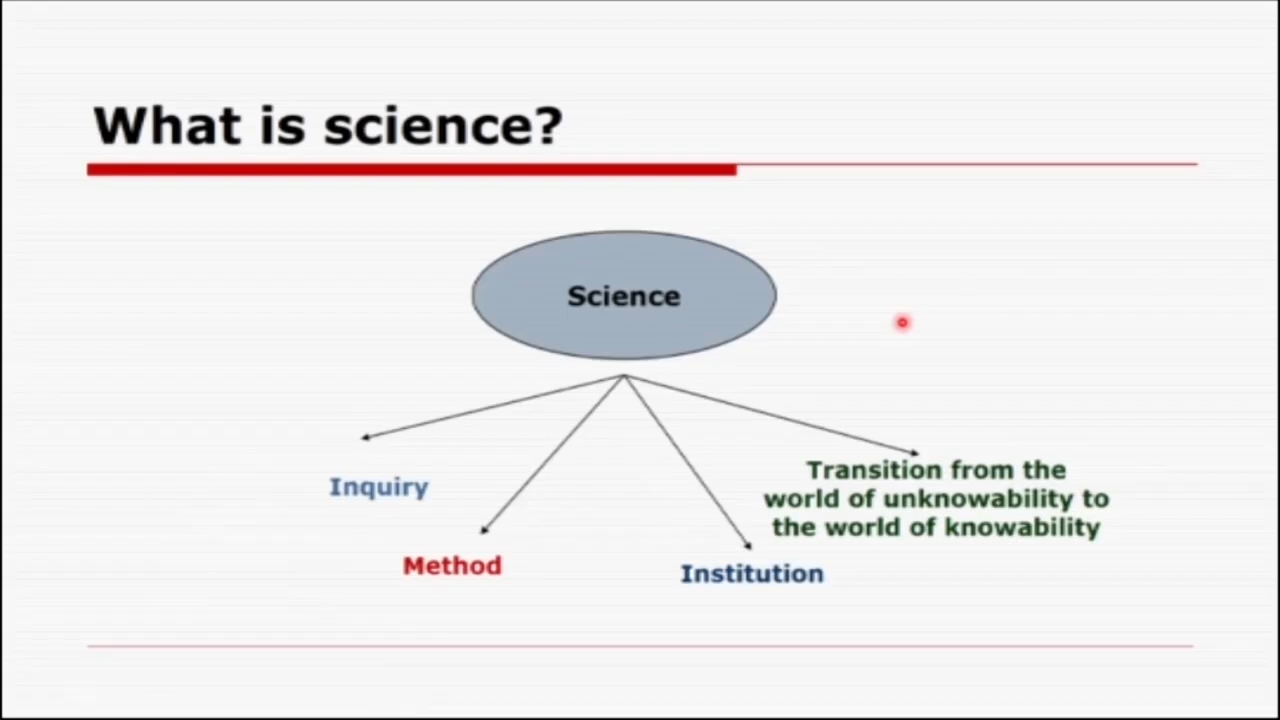 What is science?
Science
Inquiry
Method
Institution
Transition from the
world of unknowability to
the world of knowability